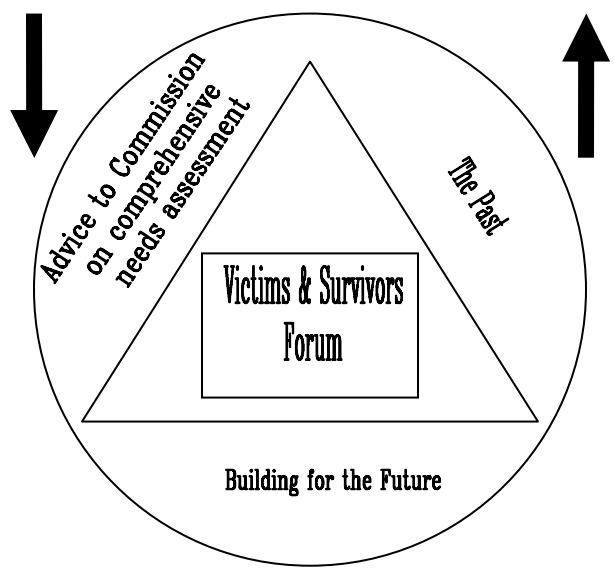 Advice to Commission
on comprehensive
needs assessment
The Past
Victims & Survivors
Forum
Building for the Future